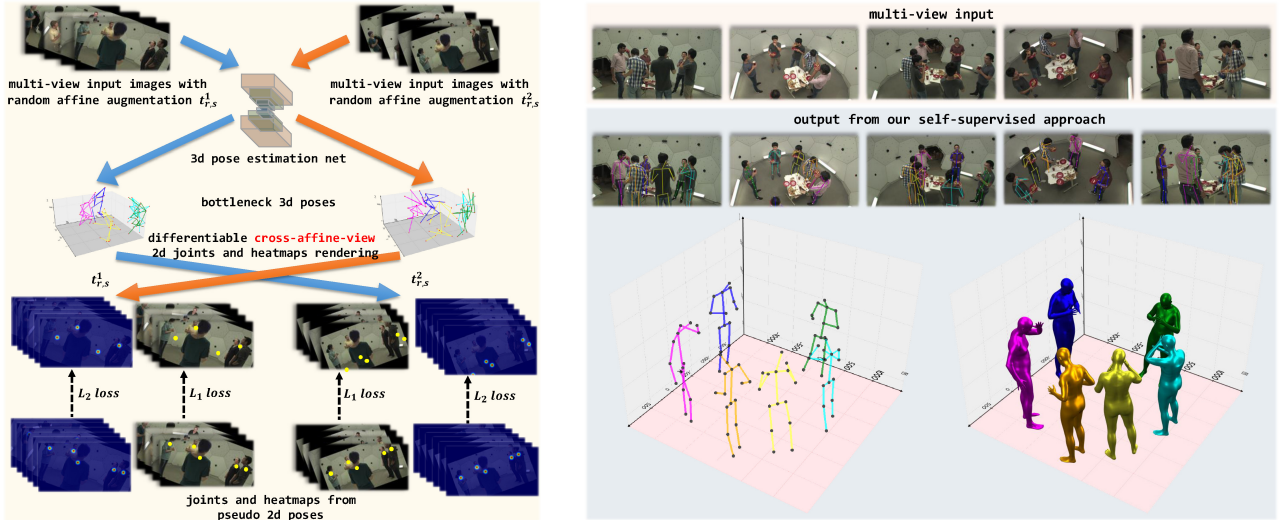 multi-view input images with
random affine augmentation t¹r,s
multi-view input images with
random affine augmentation t²r,s
3d pose estimation net
bottleneck 3d poses
differentiable cross-affine-view
2d joints and heatmaps rendering
t¹r,s
t²r,s
L₂ loss
L₁ loss
L₁ loss
L₂ loss
joints and heatmaps from
pseudo 2d poses
multi-view input
output from our self-supervised approach